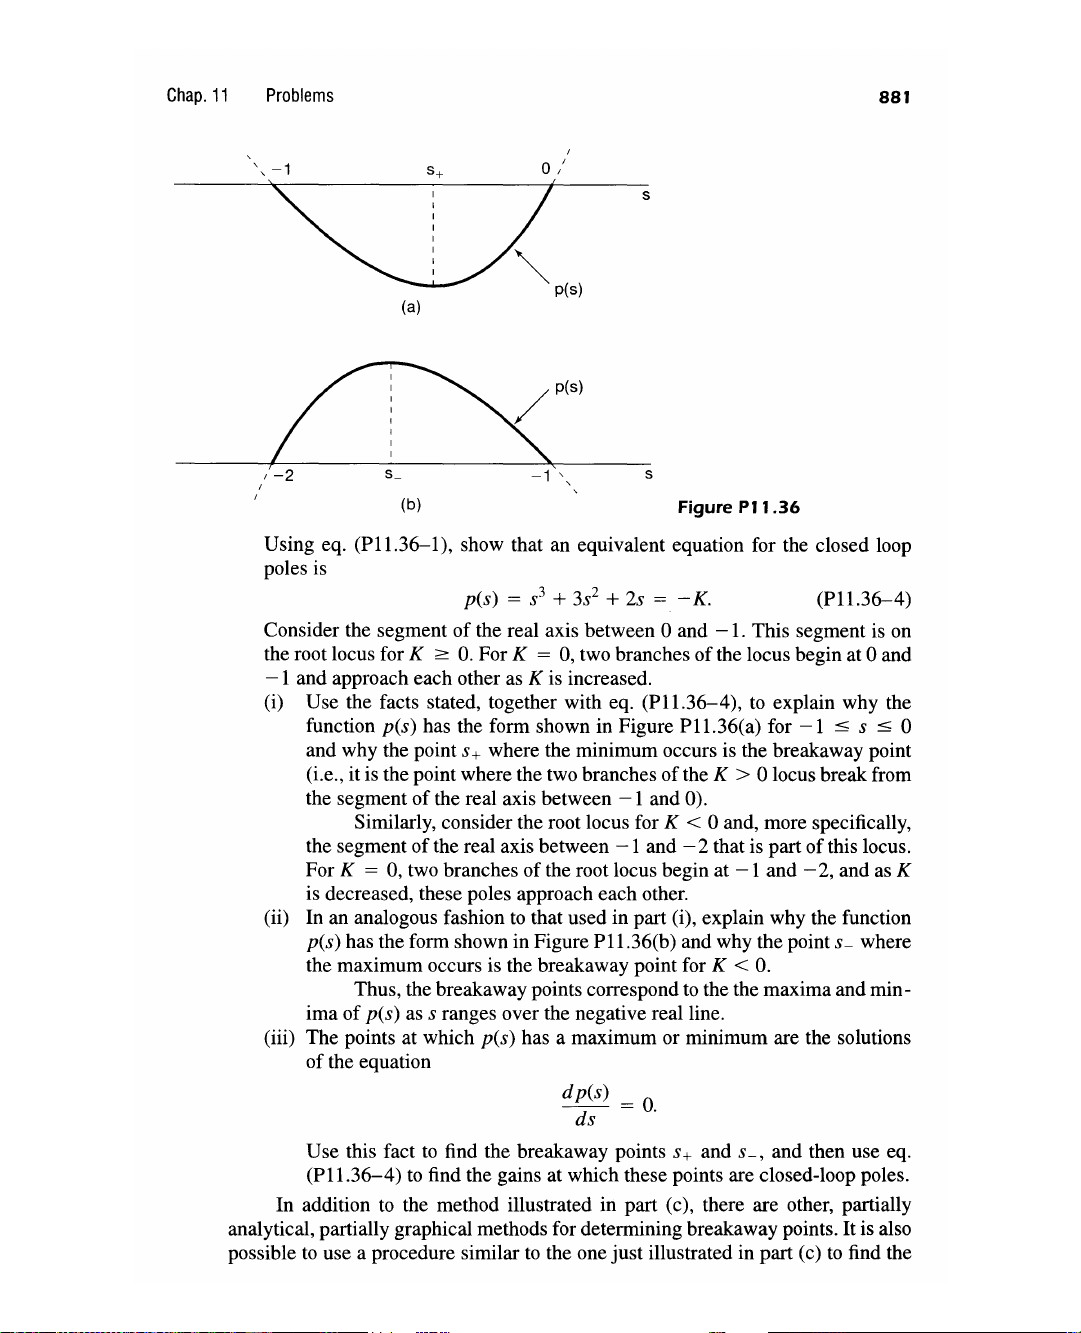 Chap. 11 Problems 881
−1 s+ 0
s
p(s)
(a)
p(s)
−2 s− −1 s
(b)
Figure P11.36
Using eq. (P11.36–1), show that an equivalent equation for the closed loop
poles is
p(s) = s³ + 3s² + 2s = −K. (P11.36–4)
Consider the segment of the real axis between 0 and −1. This segment is on
the root locus for K ≥ 0. For K = 0, two branches of the locus begin at 0 and
−1 and approach each other as K is increased.
(i) Use the facts stated, together with eq. (P11.36–4), to explain why the
function p(s) has the form shown in Figure P11.36(a) for −1 ≤ s ≤ 0
and why the point s+ where the minimum occurs is the breakaway point
(i.e., it is the point where the two branches of the K > 0 locus break from
the segment of the real axis between −1 and 0).
Similarly, consider the root locus for K < 0 and, more specifically,
the segment of the real axis between −1 and −2 that is part of this locus.
For K = 0, two branches of the root locus begin at −1 and −2, and as K
is decreased, these poles approach each other.
(ii) In an analogous fashion to that used in part (i), explain why the function
p(s) has the form shown in Figure P11.36(b) and why the point s− where
the maximum occurs is the breakaway point for K < 0.
Thus, the breakaway points correspond to the the maxima and min-
ima of p(s) as s ranges over the negative real line.
(iii) The points at which p(s) has a maximum or minimum are the solutions
of the equation
dp(s)/ds = 0.
Use this fact to find the breakaway points s+ and s−, and then use eq.
(P11.36–4) to find the gains at which these points are closed-loop poles.
In addition to the method illustrated in part (c), there are other, partially
analytical, partially graphical methods for determining breakaway points. It is also
possible to use a procedure similar to the one just illustrated in part (c) to find the